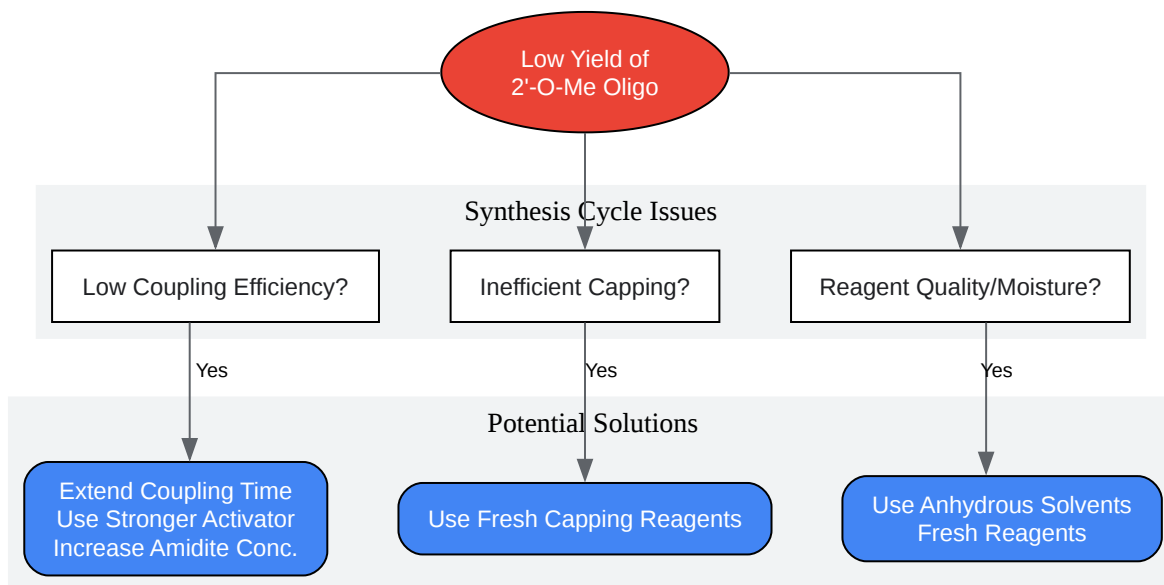 Low Yield of
2'-O-Me Oligo
Synthesis Cycle Issues
Low Coupling Efficiency?
Inefficient Capping?
Reagent Quality/Moisture?
Yes
Yes
Yes
Potential Solutions
Extend Coupling Time
Use Stronger Activator
Increase Amidite Conc.
Use Fresh Capping Reagents
Use Anhydrous Solvents
Fresh Reagents